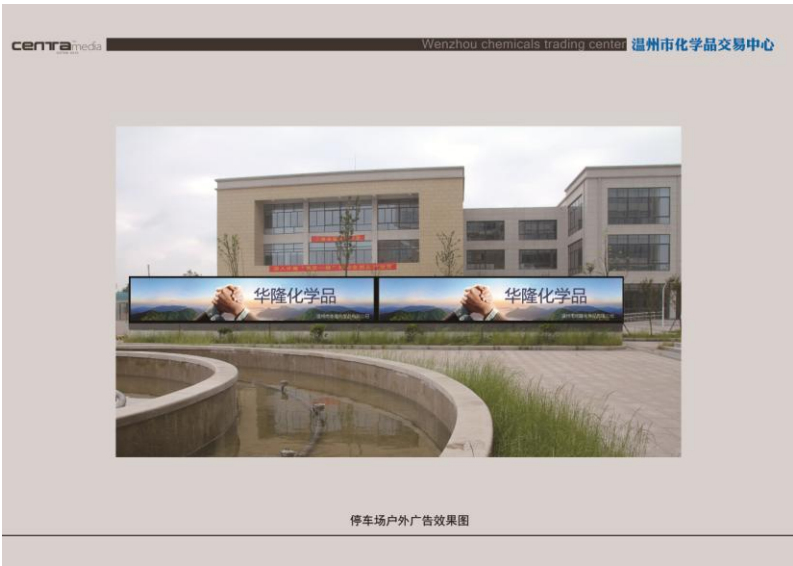 centramedia
Wenzhou chemicals trading center 温州市化学品交易中心
华隆化学品
华隆化学品
停车场户外广告效果图